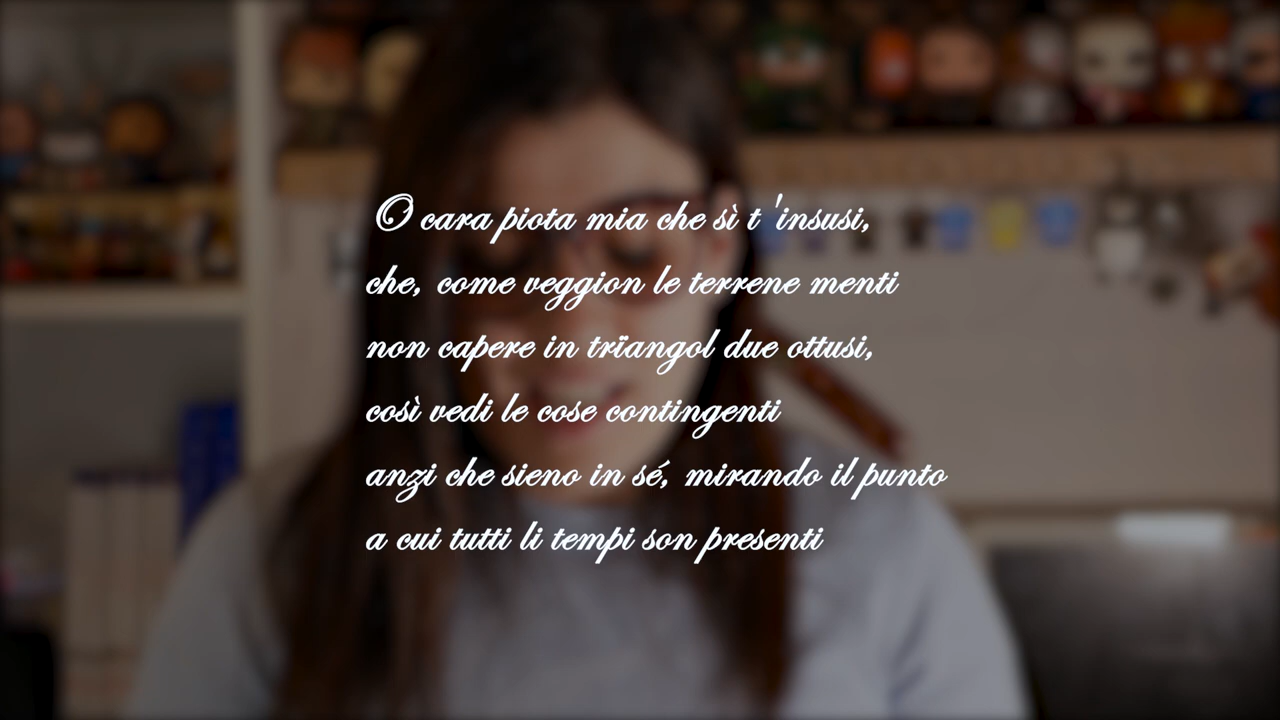 O cara piota mia che sì t'insusi,
che, come veggion le terrene menti
non capere in trïangol due ottusi,
così vedi le cose contingenti
anzi che sieno in sé, mirando il punto
a cui tutti li tempi son presenti